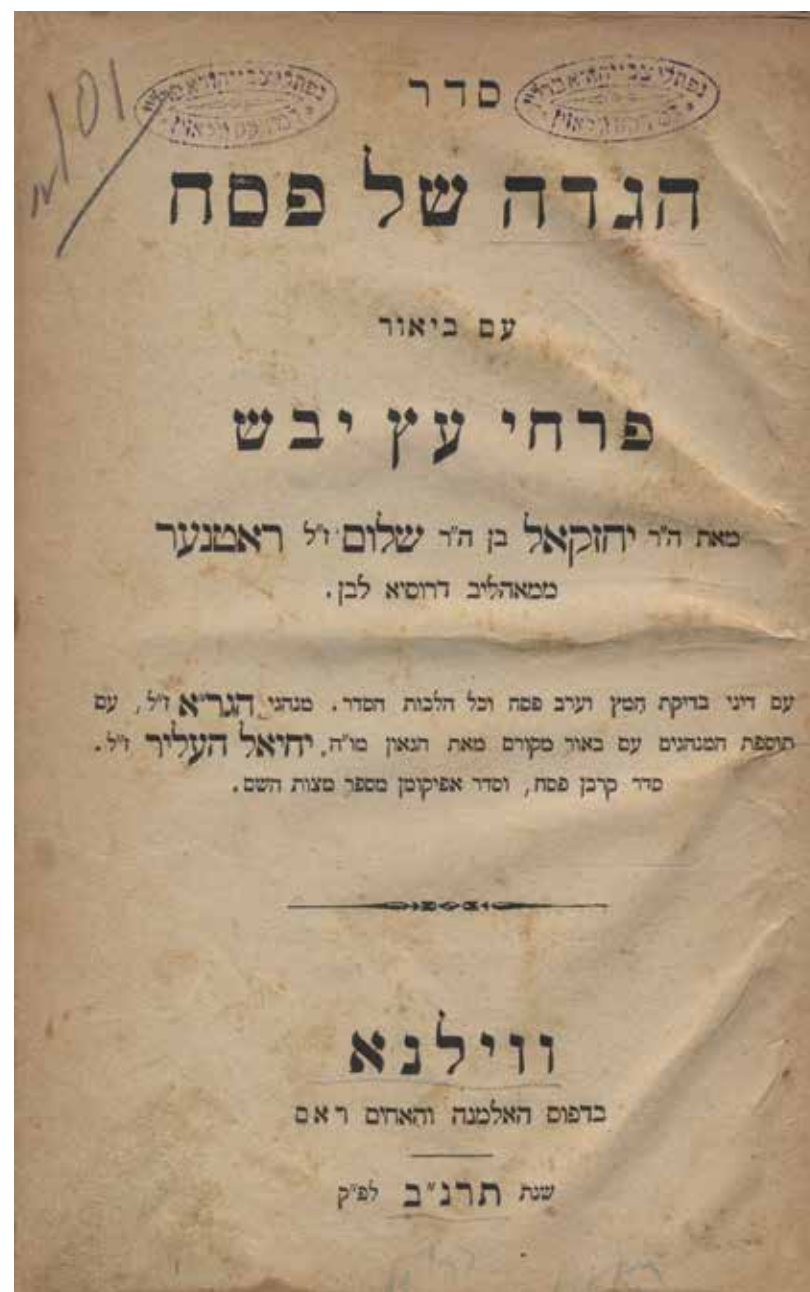 101
סדר
הגדה של פסח
עם ביאור
פרחי עץ יבש
מאת ה"ר יחזקאל בן ה"ר שלום ז"ל ראטנער
ממאהליב דרוסיא לבן.
עם דיני בדיקת חמץ וערב פסח וכל הלכות הסדר. מנהגי הגר"א ז"ל, עם
תוספת המנהגים עם באור מקורם מאת הגאון מו"ה יחיאל העליר ז"ל.
סדר קרבן פסח, וסדר אפיקומן מספר מצות השם.
ווילנא
בדפוס האלמנה והאחים ראם
שנת תרנ"ב לפ"ק